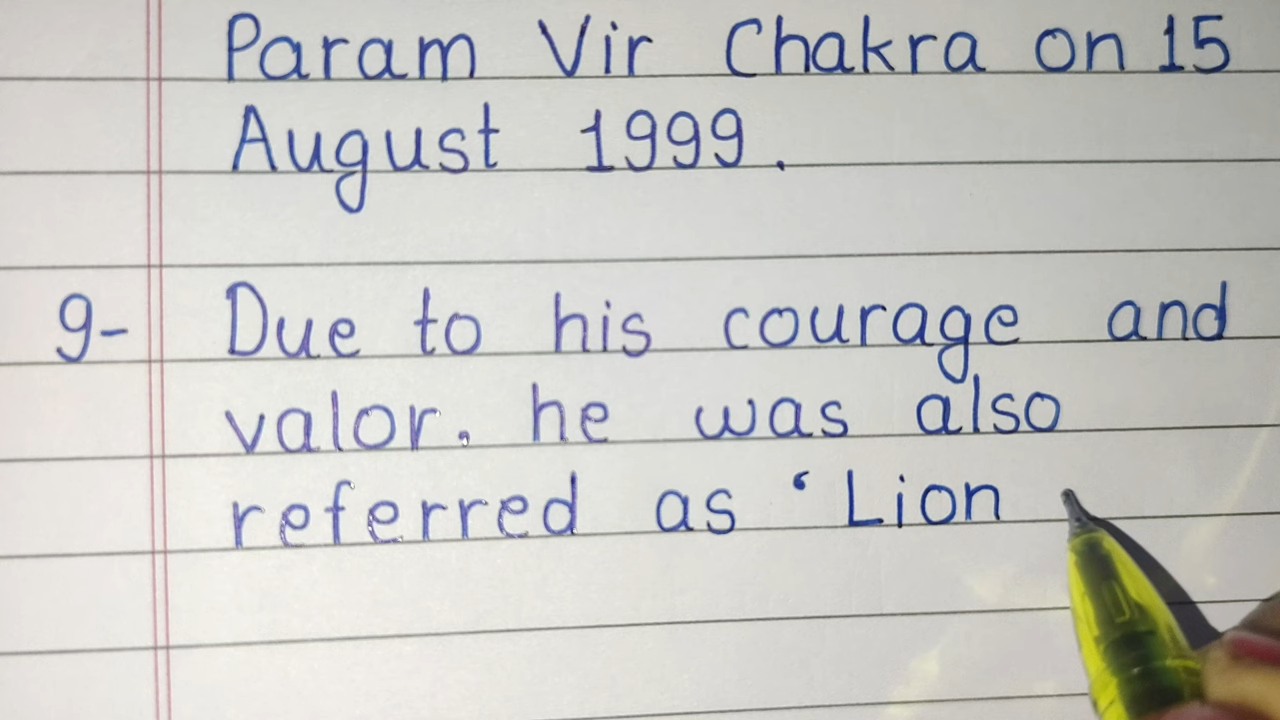 Param Vir Chakra on 15
August 1999.
9- Due to his courage and
valor. he was also
referred as ‘Lion